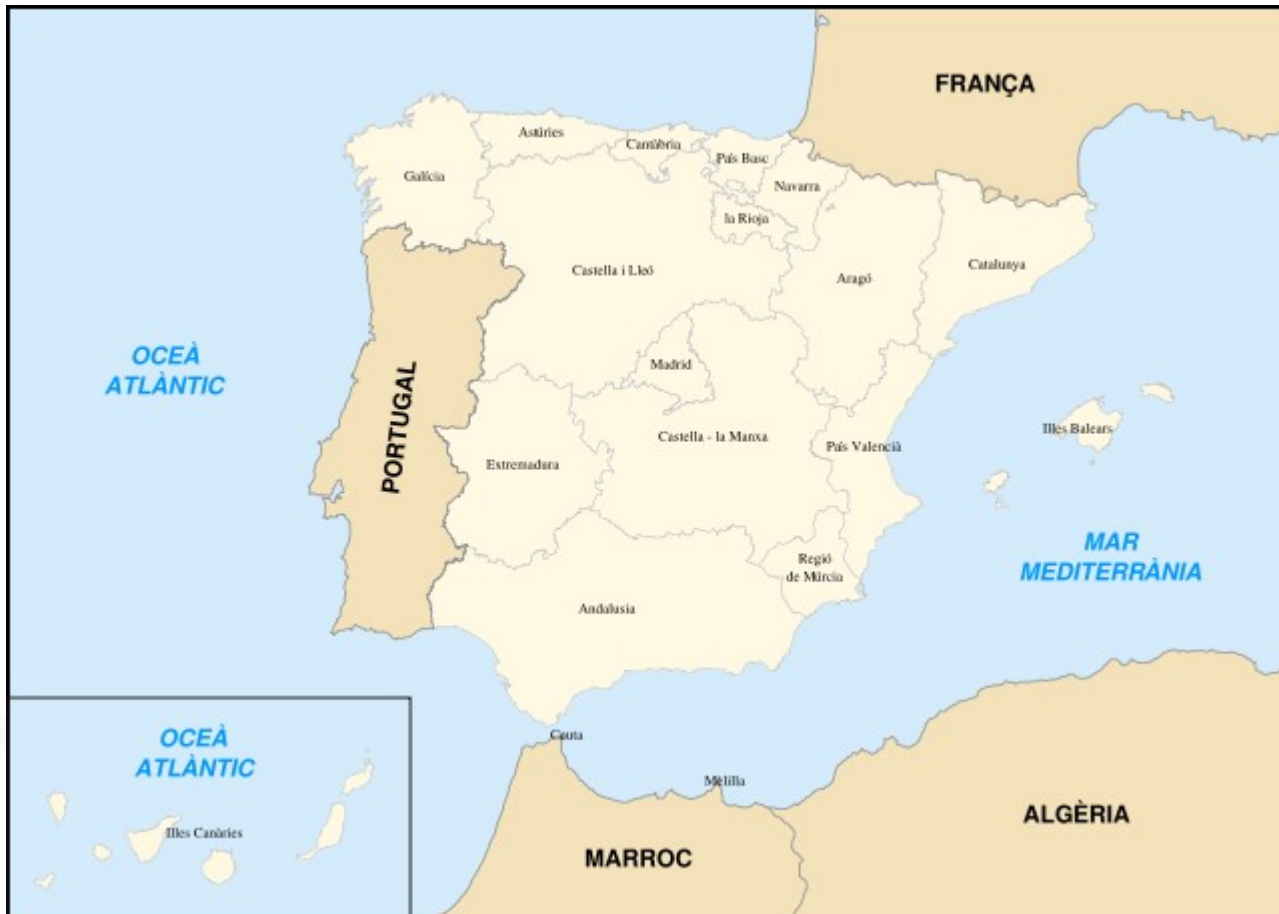 FRANÇA
Astúries
Cantàbria
País Basc
Galícia
Navarra
la Rioja
Castella i Lleó
Aragó
Catalunya
OCEÀ
ATLÀNTIC
Madrid
PORTUGAL
Castella - la Manxa
Illes Balears
País Valencià
Extremadura
MAR
MEDITERRÀNIA
Regió
de Múrcia
Andalusia
Ceuta
OCEÀ
ATLÀNTIC
Melilla
Illes Canàries
ALGÈRIA
MARROC